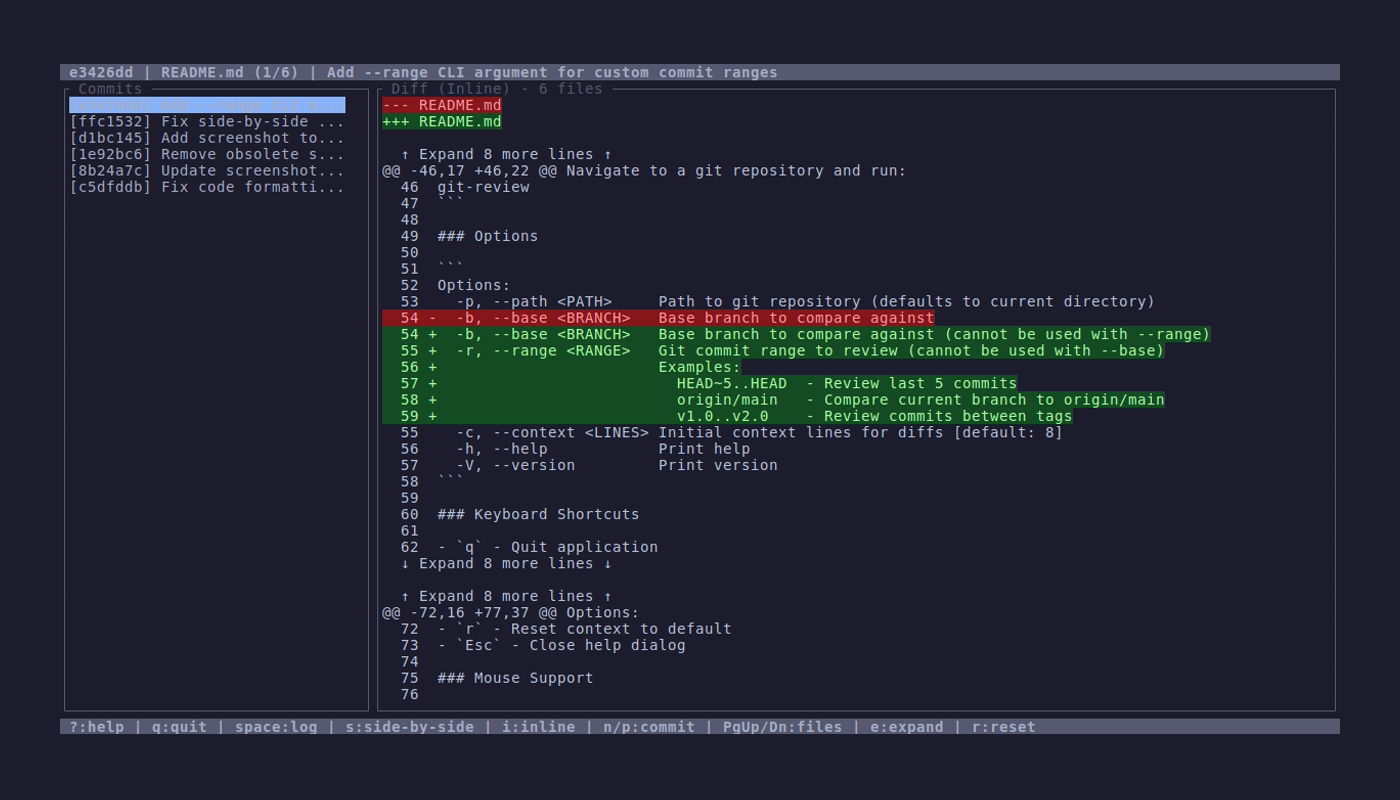 e3426dd | README.md (1/6) | Add --range CLI argument for custom commit ranges
Commits
[e3426dd] Add --range CLI a...
[ffc1532] Fix side-by-side ...
[d1bc145] Add screenshot to...
[1e92bc6] Remove obsolete s...
[8b24a7c] Update screenshot...
[c5dfddb] Fix code formatti...
Diff (Inline) - 6 files
--- README.md
+++ README.md
↑ Expand 8 more lines ↑
@@ -46,17 +46,22 @@ Navigate to a git repository and run:
46  git-review
47  ```
48
49  ### Options
50
51  ```
52  Options:
53    -p, --path <PATH>     Path to git repository (defaults to current directory)
54 -  -b, --base <BRANCH>   Base branch to compare against
54 +  -b, --base <BRANCH>   Base branch to compare against (cannot be used with --range)
55 +  -r, --range <RANGE>   Git commit range to review (cannot be used with --base)
56 +                        Examples:
57 +                          HEAD~5..HEAD  - Review last 5 commits
58 +                          origin/main   - Compare current branch to origin/main
59 +                          v1.0..v2.0    - Review commits between tags
55    -c, --context <LINES> Initial context lines for diffs [default: 8]
56    -h, --help            Print help
57    -V, --version         Print version
58  ```
59
60  ### Keyboard Shortcuts
61
62  - `q` - Quit application
↓ Expand 8 more lines ↓
↑ Expand 8 more lines ↑
@@ -72,16 +77,37 @@ Options:
72  - `r` - Reset context to default
73  - `Esc` - Close help dialog
74
75  ### Mouse Support
76
?:help | q:quit | space:log | s:side-by-side | i:inline | n/p:commit | PgUp/Dn:files | e:expand | r:reset